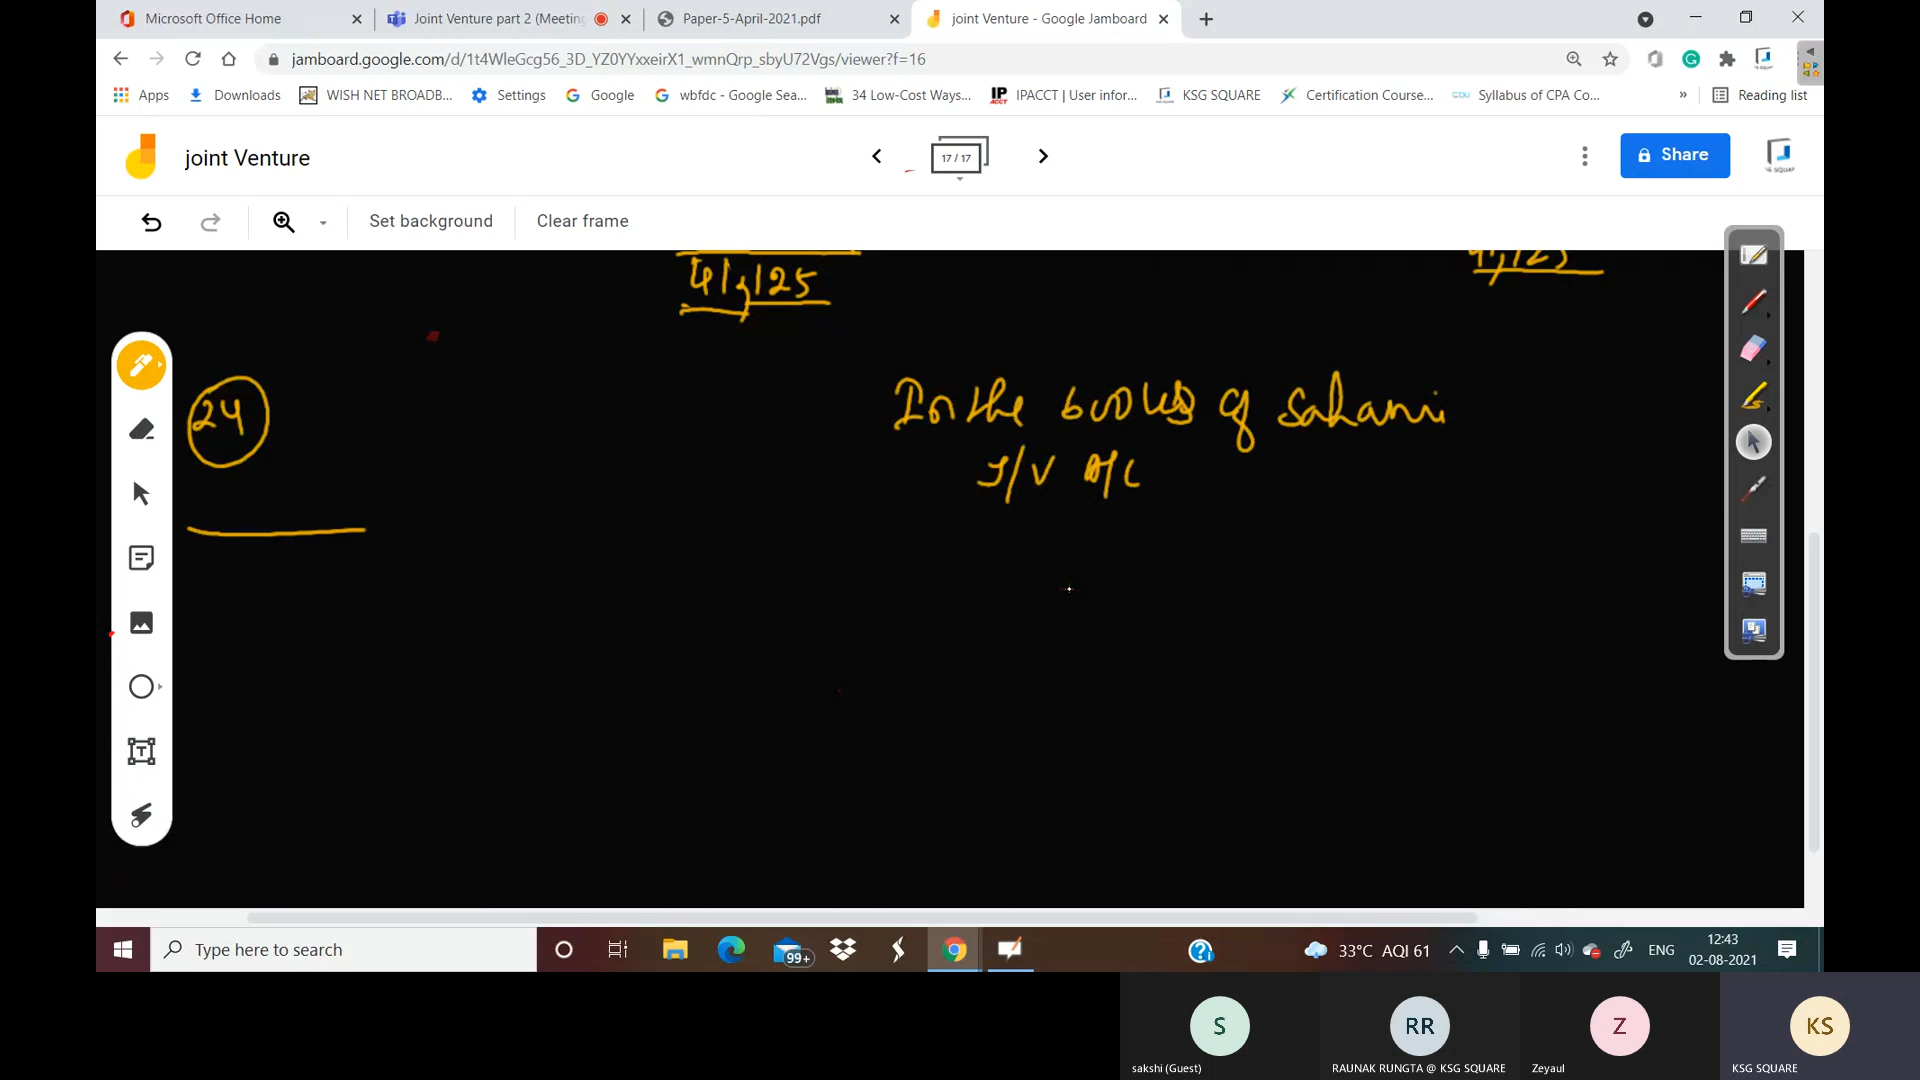 Microsoft Office Home
Joint Venture part 2 (Meeting
Paper-5-April-2021.pdf
joint Venture - Google Jamboard
jamboard.google.com/d/1t4WleGcg56_3D_YZ0YYxxeirX1_wmnQrp_sbyU72Vgs/viewer?f=16
Apps
Downloads
WISH NET BROADB...
Settings
Google
wbfdc - Google Sea...
34 Low-Cost Ways...
IPACCT | User infor...
KSG SQUARE
Certification Course...
Syllabus of CPA Co...
»
Reading list
joint Venture
17 / 17
Share
Set background
Clear frame
41,125
41,125
24
In the books of Sahani
J/V A/C
Type here to search
99+
33°C AQI 61
ENG
12:43
02-08-2021
S
RR
Z
KS
sakshi (Guest)
RAUNAK RUNGTA @ KSG SQUARE
Zeyaul
KSG SQUARE